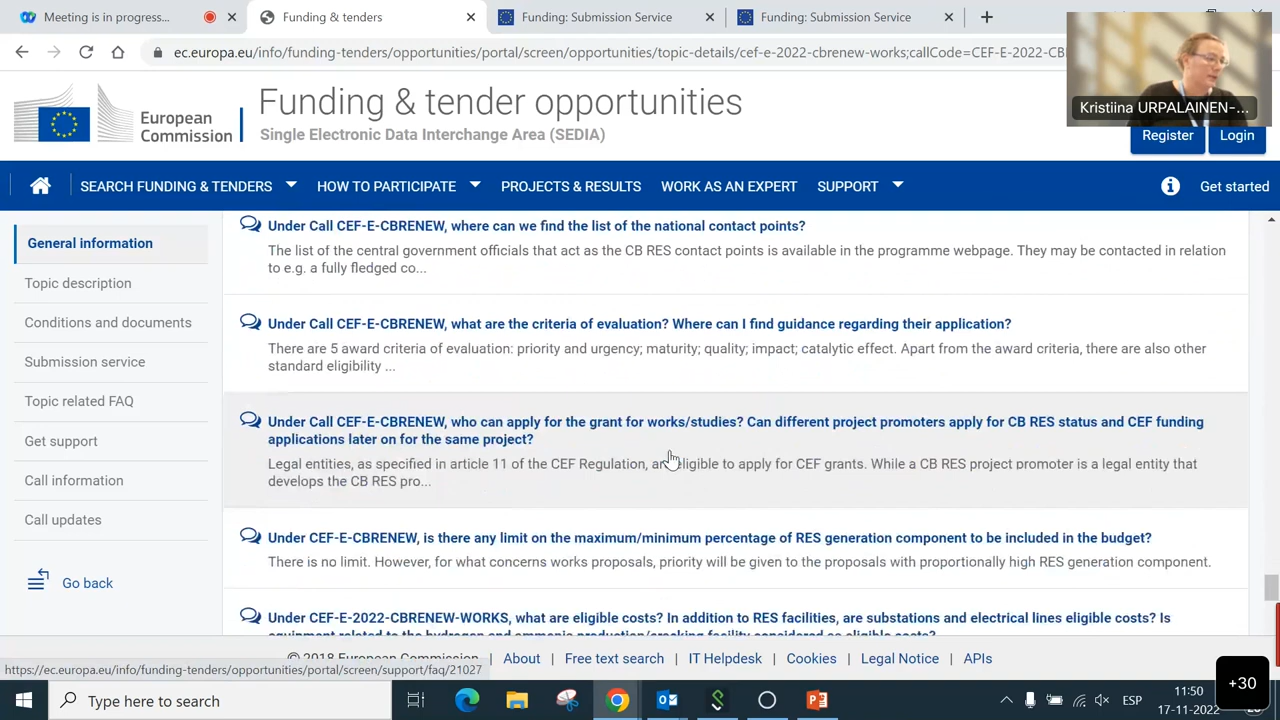 Meeting is in progress...
Funding & tenders
Funding: Submission Service
Funding: Submission Service
ec.europa.eu/info/funding-tenders/opportunities/portal/screen/opportunities/topic-details/cef-e-2022-cbrenew-works;callCode=CEF-E-2022-CB
Kristiina URPALAINEN-...
European
Commission
Funding & tender opportunities
Single Electronic Data Interchange Area (SEDIA)
Register
Login
SEARCH FUNDING & TENDERS
HOW TO PARTICIPATE
PROJECTS & RESULTS
WORK AS AN EXPERT
SUPPORT
Get started
General information
Topic description
Conditions and documents
Submission service
Topic related FAQ
Get support
Call information
Call updates
Go back
Under Call CEF-E-CBRENEW, where can we find the list of the national contact points?
The list of the central government officials that act as the CB RES contact points is available in the programme webpage. They may be contacted in relation
to e.g. a fully fledged co...
Under Call CEF-E-CBRENEW, what are the criteria of evaluation? Where can I find guidance regarding their application?
There are 5 award criteria of evaluation: priority and urgency; maturity; quality; impact; catalytic effect. Apart from the award criteria, there are also other
standard eligibility ...
Under Call CEF-E-CBRENEW, who can apply for the grant for works/studies? Can different project promoters apply for CB RES status and CEF funding
applications later on for the same project?
Legal entities, as specified in article 11 of the CEF Regulation, are eligible to apply for CEF grants. While a CB RES project promoter is a legal entity that
develops the CB RES pro...
Under CEF-E-CBRENEW, is there any limit on the maximum/minimum percentage of RES generation component to be included in the budget?
There is no limit. However, for what concerns works proposals, priority will be given to the proposals with proportionally high RES generation component.
Under CEF-E-2022-CBRENEW-WORKS, what are eligible costs? In addition to RES facilities, are substations and electrical lines eligible costs? Is
equipment related to the hydrogen and ammonia production/cracking facility considered as eligible costs?
© 2018 European Commission
About
Free text search
IT Helpdesk
Cookies
Legal Notice
APIs
https://ec.europa.eu/info/funding-tenders/opportunities/portal/screen/support/faq/21027
Type here to search
ESP
11:50
17-11-2022
+30